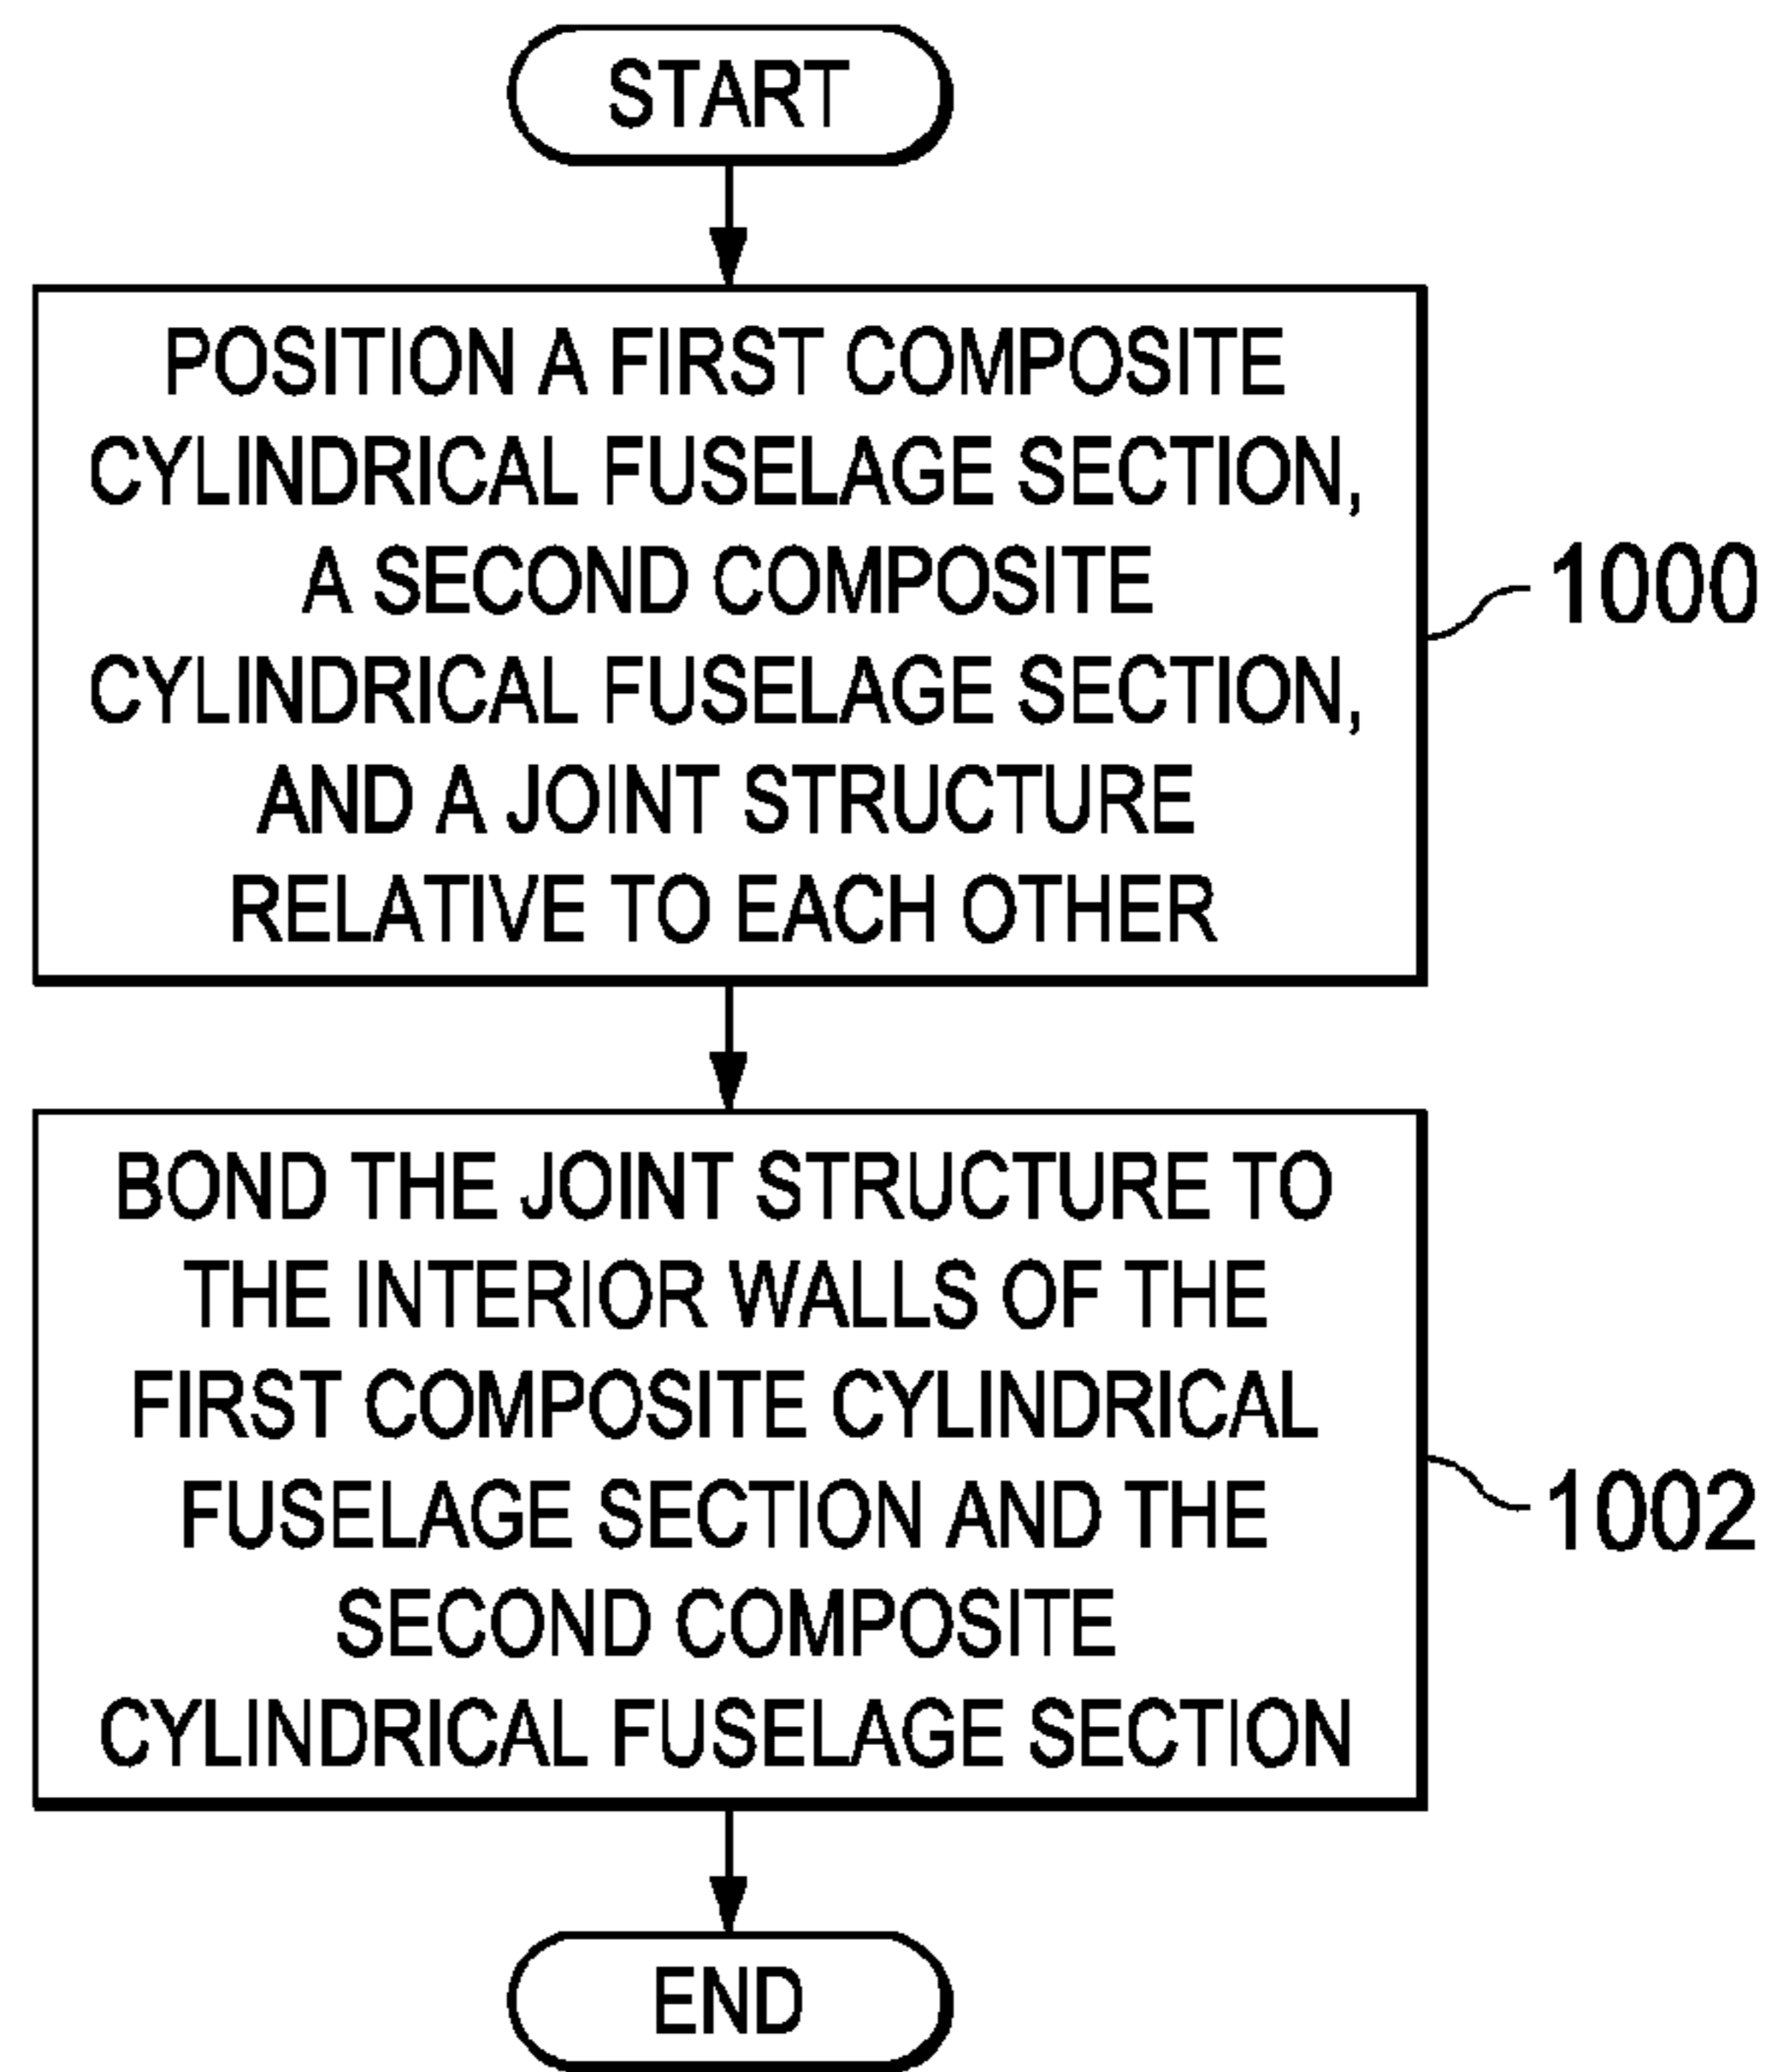 START
POSITION A FIRST COMPOSITE
CYLINDRICAL FUSELAGE SECTION,
A SECOND COMPOSITE
CYLINDRICAL FUSELAGE SECTION,
AND A JOINT STRUCTURE
RELATIVE TO EACH OTHER
1000
BOND THE JOINT STRUCTURE TO
THE INTERIOR WALLS OF THE
FIRST COMPOSITE CYLINDRICAL
FUSELAGE SECTION AND THE
SECOND COMPOSITE
CYLINDRICAL FUSELAGE SECTION
1002
END